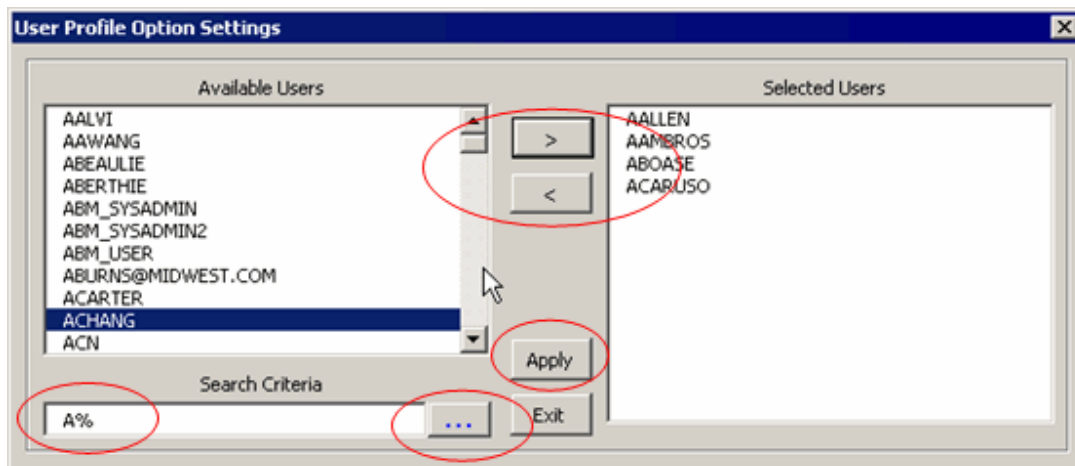 User Profile Option Settings
Available Users
AALVI
AAWANG
ABEAULIE
ABERTHIE
ABM_SYSADMIN
ABM_SYSADMIN2
ABM_USER
ABURNS@MIDWEST.COM
ACARTER
ACHANG
ACN
Search Criteria
A%
...
>
<
Apply
Exit
Selected Users
AALLEN
AAMBROS
ABOASE
ACARUSO